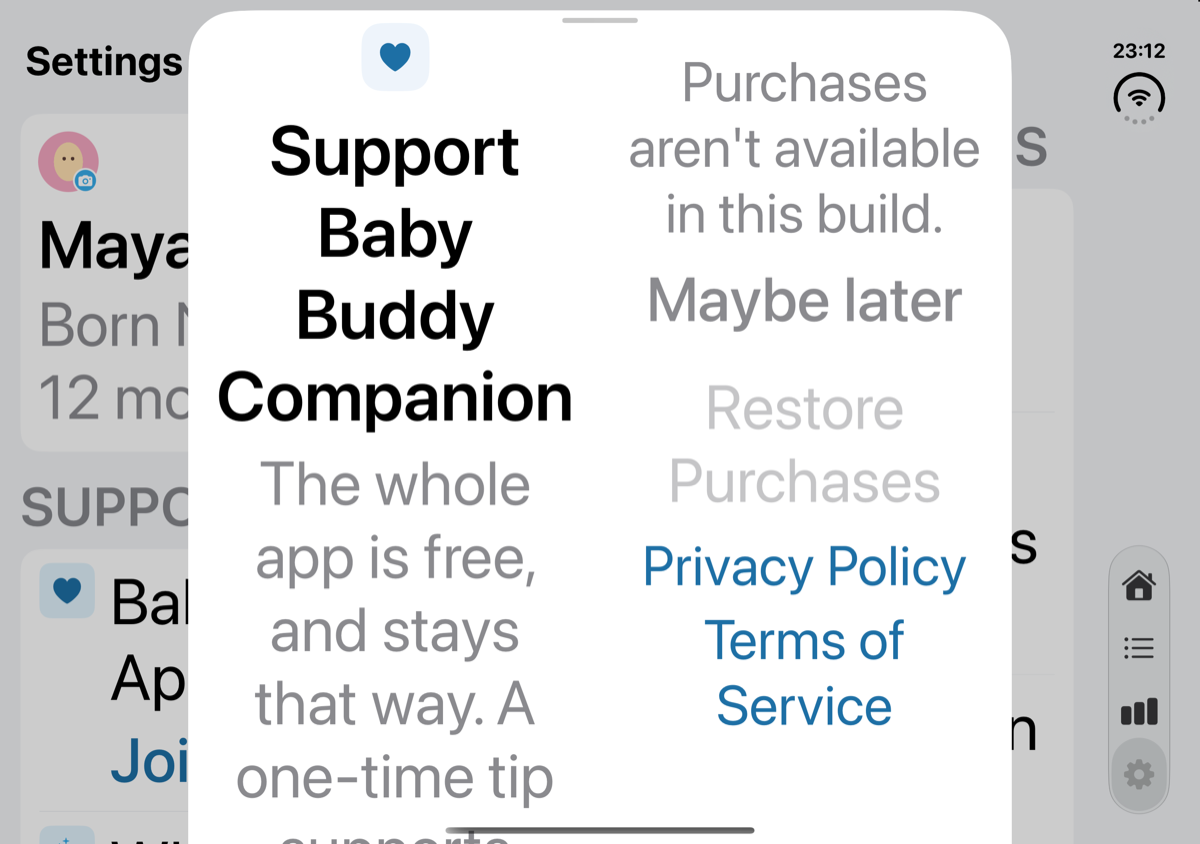 Settings
Maya
Born
12 mo
SUPPO
Ap
Joi
Support
Baby
Buddy
Companion
The whole
app is free,
and stays
that way. A
one-time tip
supports
Purchases
aren't available
in this build.
Maybe later
Restore
Purchases
Privacy Policy
Terms of
Service
S
s
n
23:12